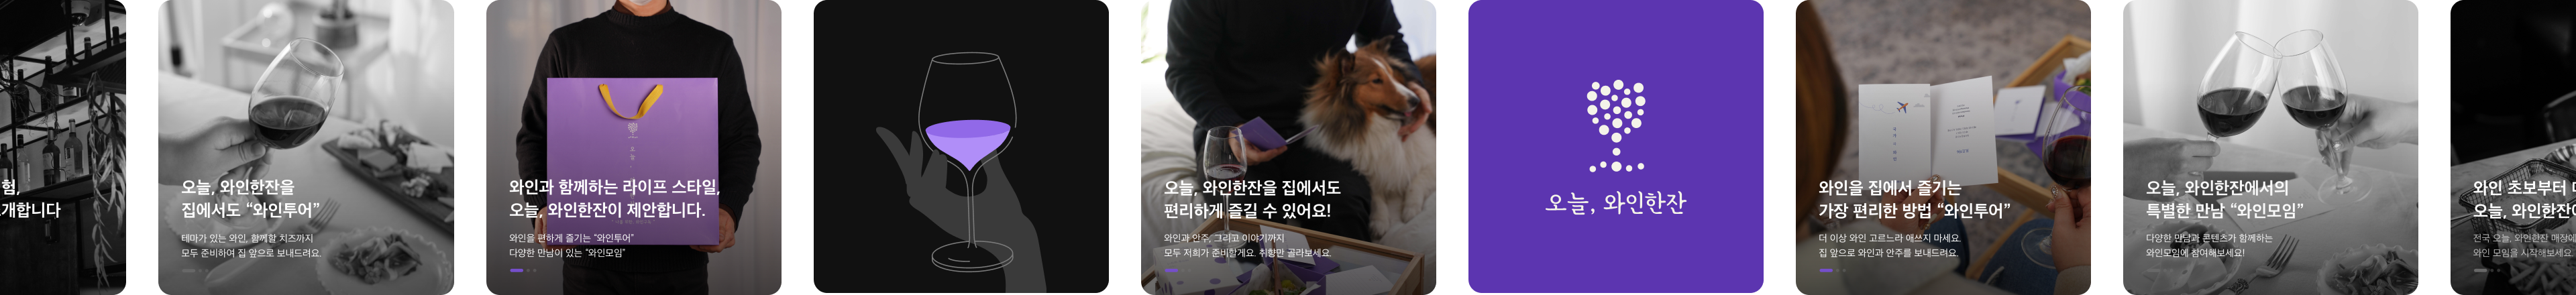 험,
개합니다
오늘, 와인한잔을
집에서도 “와인투어”
테마가 있는 와인, 함께할 치즈까지
모두 준비하여 집 앞으로 보내드려요.
오늘
와인과 함께하는 라이프 스타일,
오늘, 와인한잔이 제안합니다.
와인을 편하게 즐기는 “와인투어”
다양한 만남이 있는 “와인모임”
오늘, 와인한잔을 집에서도
편리하게 즐길 수 있어요!
와인과 안주, 그리고 이야기까지
모두 저희가 준비할게요. 취향만 골라보세요.
오늘, 와인한잔
와인을 집에서 즐기는
가장 편리한 방법 “와인투어”
더 이상 와인 고르느라 애쓰지 마세요.
집 앞으로 와인과 안주를 보내드려요.
오늘, 와인한잔에서의
특별한 만남 “와인모임”
다양한 만남과 콘텐츠가 함께하는
와인모임에 참여해보세요!
와인 초보부터
오늘, 와인한잔
전국 오늘, 와인한잔 매장에
와인 모임을 시작해보세요.